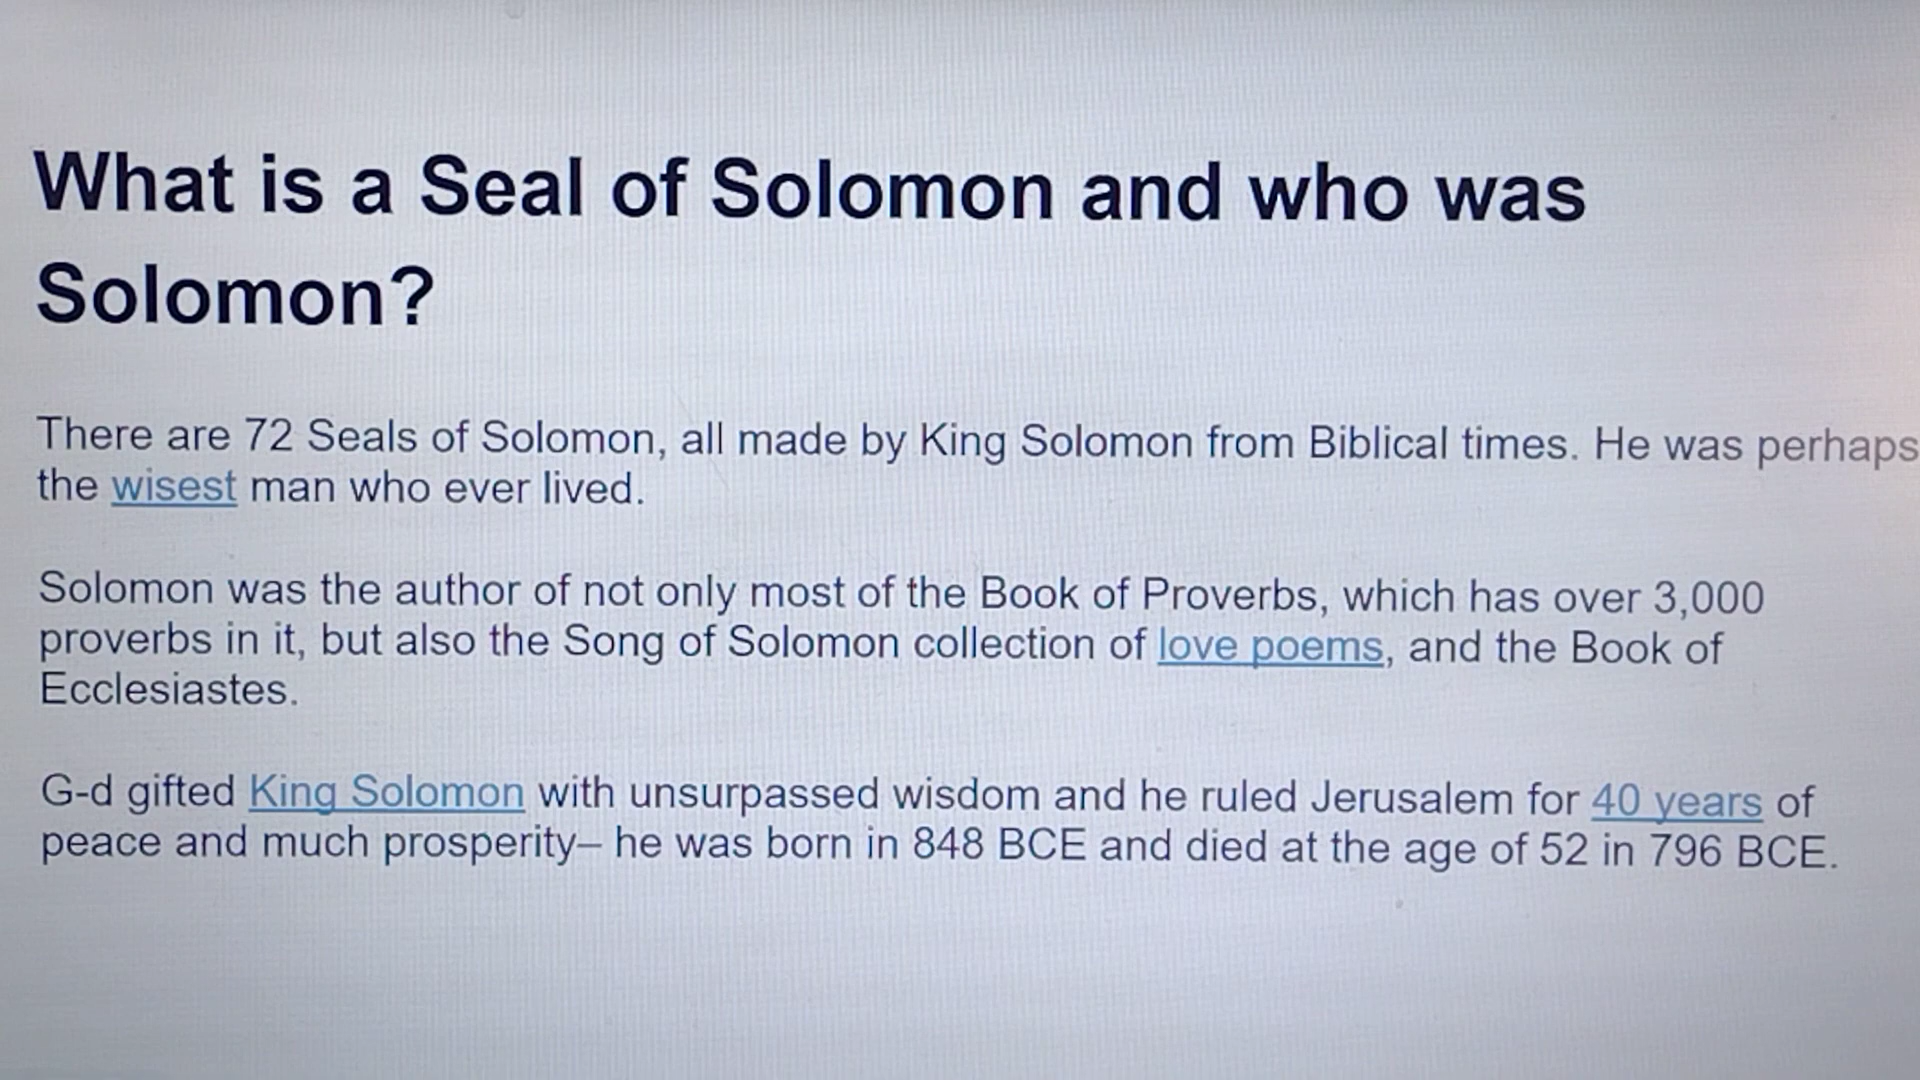 What is a Seal of Solomon and who was
Solomon?
There are 72 Seals of Solomon, all made by King Solomon from Biblical times. He was perhaps
the wisest man who ever lived.
Solomon was the author of not only most of the Book of Proverbs, which has over 3,000
proverbs in it, but also the Song of Solomon collection of love poems, and the Book of
Ecclesiastes.
G-d gifted King Solomon with unsurpassed wisdom and he ruled Jerusalem for 40 years of
peace and much prosperity– he was born in 848 BCE and died at the age of 52 in 796 BCE.